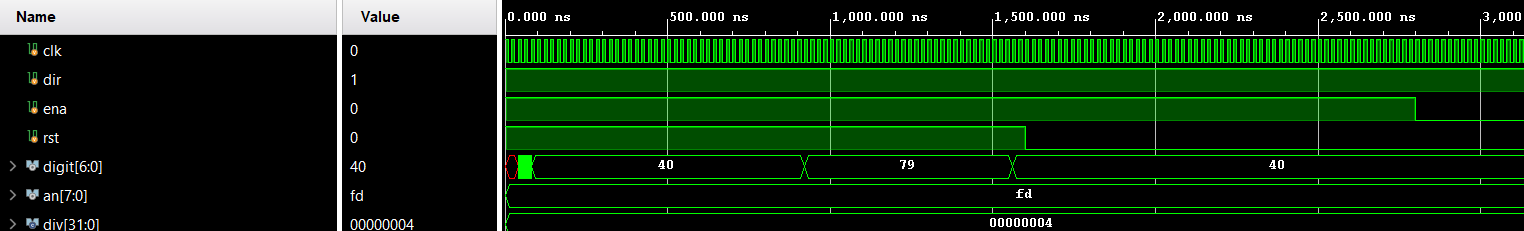 Name Value 0.000 ns 500.000 ns 1,000.000 ns 1,500.000 ns 2,000.000 ns 2,500.000 ns 3,000
clk 0
dir 1
ena 0
rst 0
digit[6:0] 40 40 79 40
an[7:0] fd fd
div[31:0] 00000004 00000004